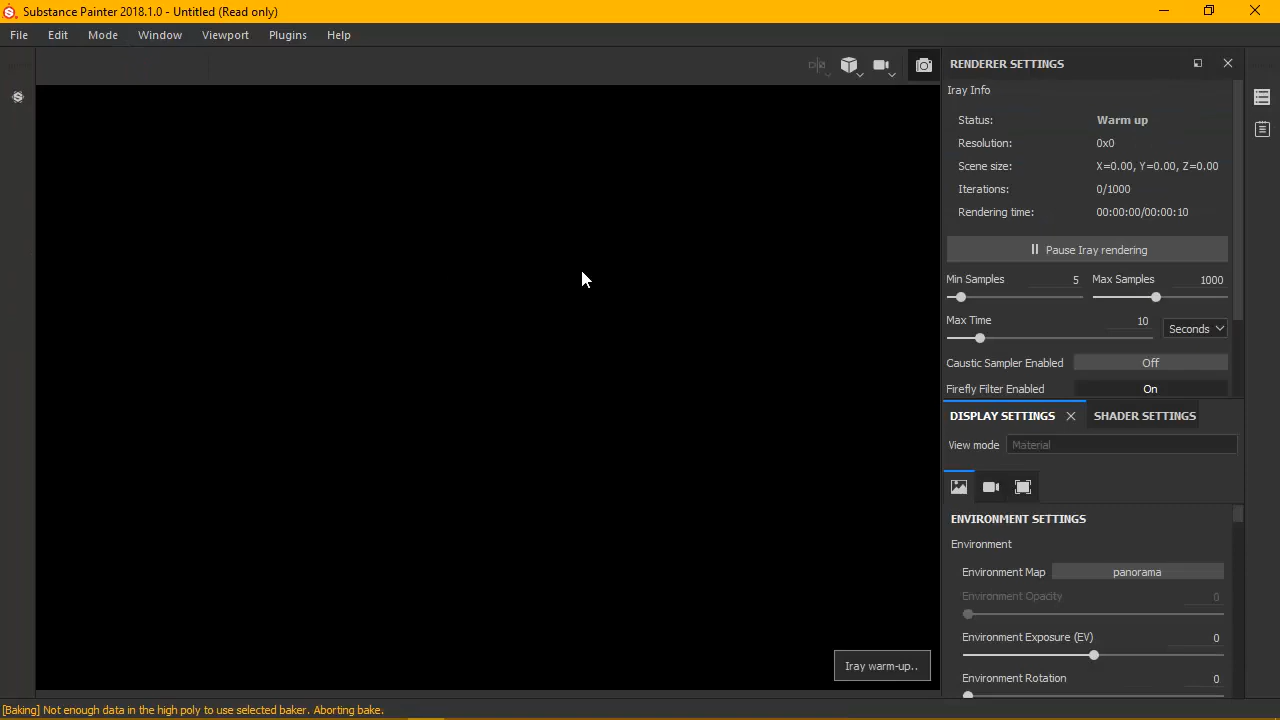 Substance Painter 2018.1.0 - Untitled (Read only)
File Edit Mode Window Viewport Plugins Help
RENDERER SETTINGS
Iray Info
Status: Warm up
Resolution: 0x0
Scene size: X=0.00, Y=0.00, Z=0.00
Iterations: 0/1000
Rendering time: 00:00:00/00:00:10
Pause Iray rendering
Min Samples 5 Max Samples 1000
Max Time 10 Seconds
Caustic Sampler Enabled Off
Firefly Filter Enabled On
DISPLAY SETTINGS SHADER SETTINGS
View mode Material
ENVIRONMENT SETTINGS
Environment
Environment Map panorama
Environment Opacity 0
Environment Exposure (EV) 0
Environment Rotation 0
Iray warm-up..
[Baking] Not enough data in the high poly to use selected baker. Aborting bake.